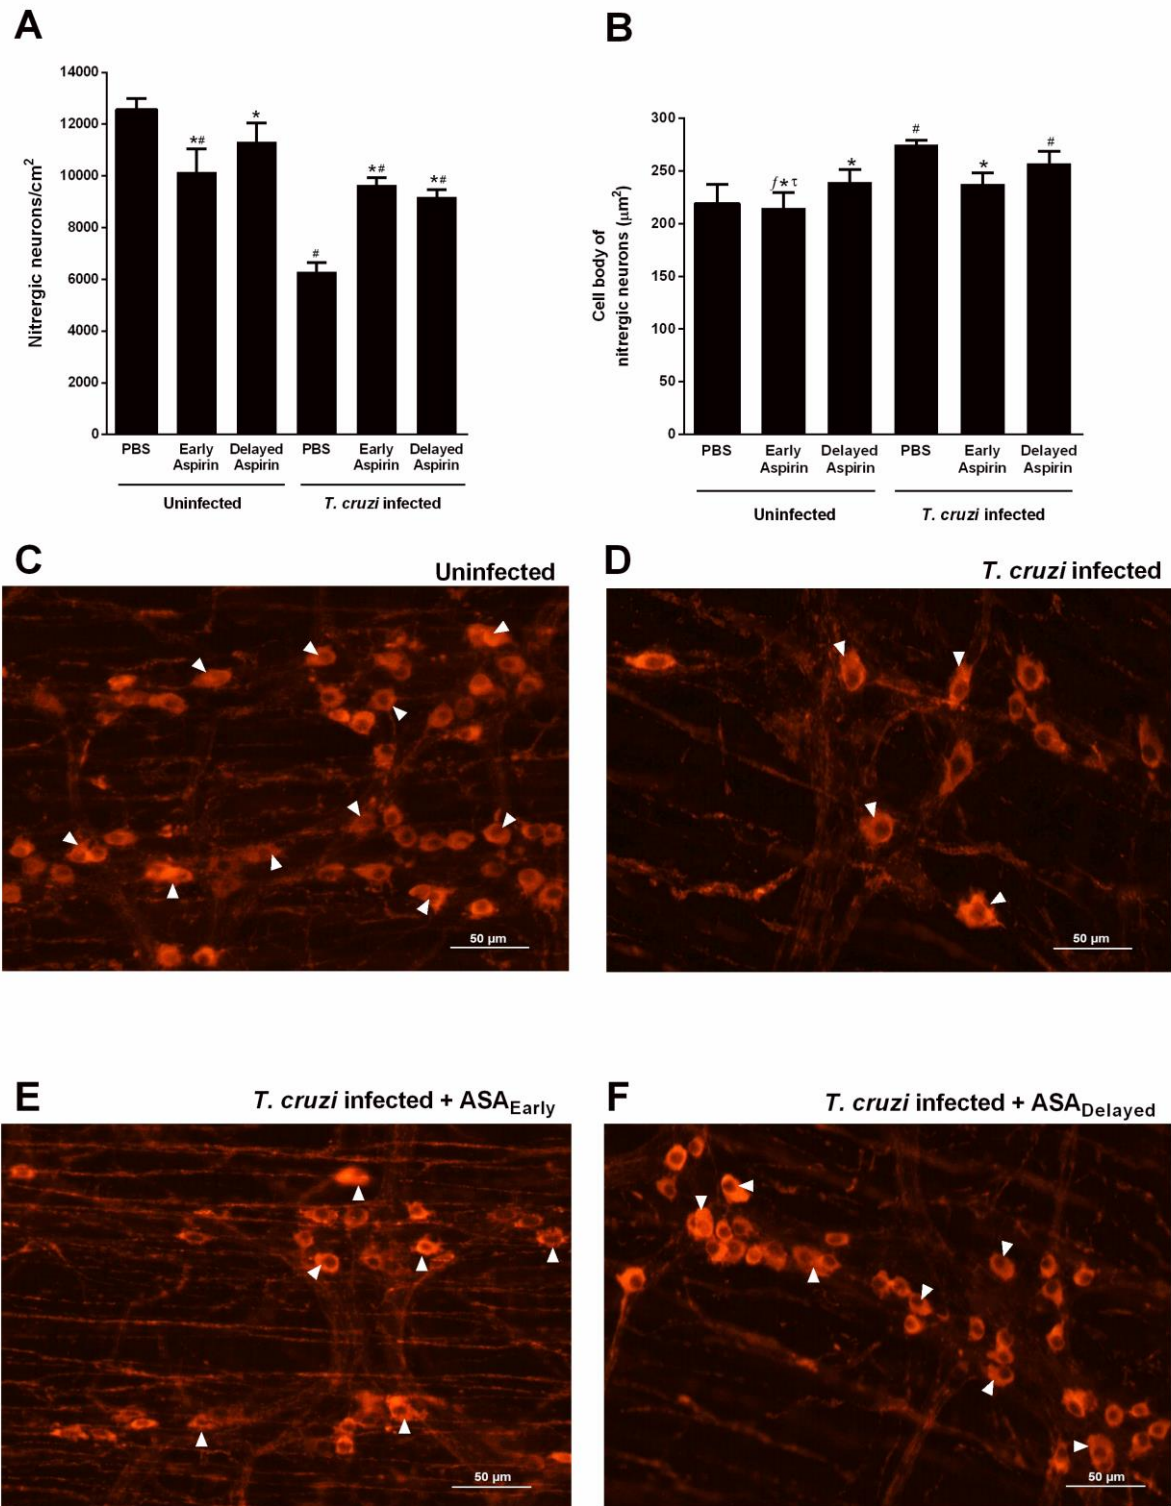 A
B
Nitrergic neurons/cm2
14000
12000
10000
8000
6000
4000
2000
0
*#
*
#
*#
*#
PBS
Early
Aspirin
Delayed
Aspirin
PBS
Early
Aspirin
Delayed
Aspirin
Uninfected
T. cruzi infected
Cell body of
nitrergic neurons (µm2)
300
250
200
150
100
50
0
ƒ*τ
*
#
*
#
PBS
Early
Aspirin
Delayed
Aspirin
PBS
Early
Aspirin
Delayed
Aspirin
Uninfected
T. cruzi infected
C
Uninfected
50 µm
D
T. cruzi infected
50 µm
E
T. cruzi infected + ASAEarly
50 µm
F
T. cruzi infected + ASADelayed
50 µm